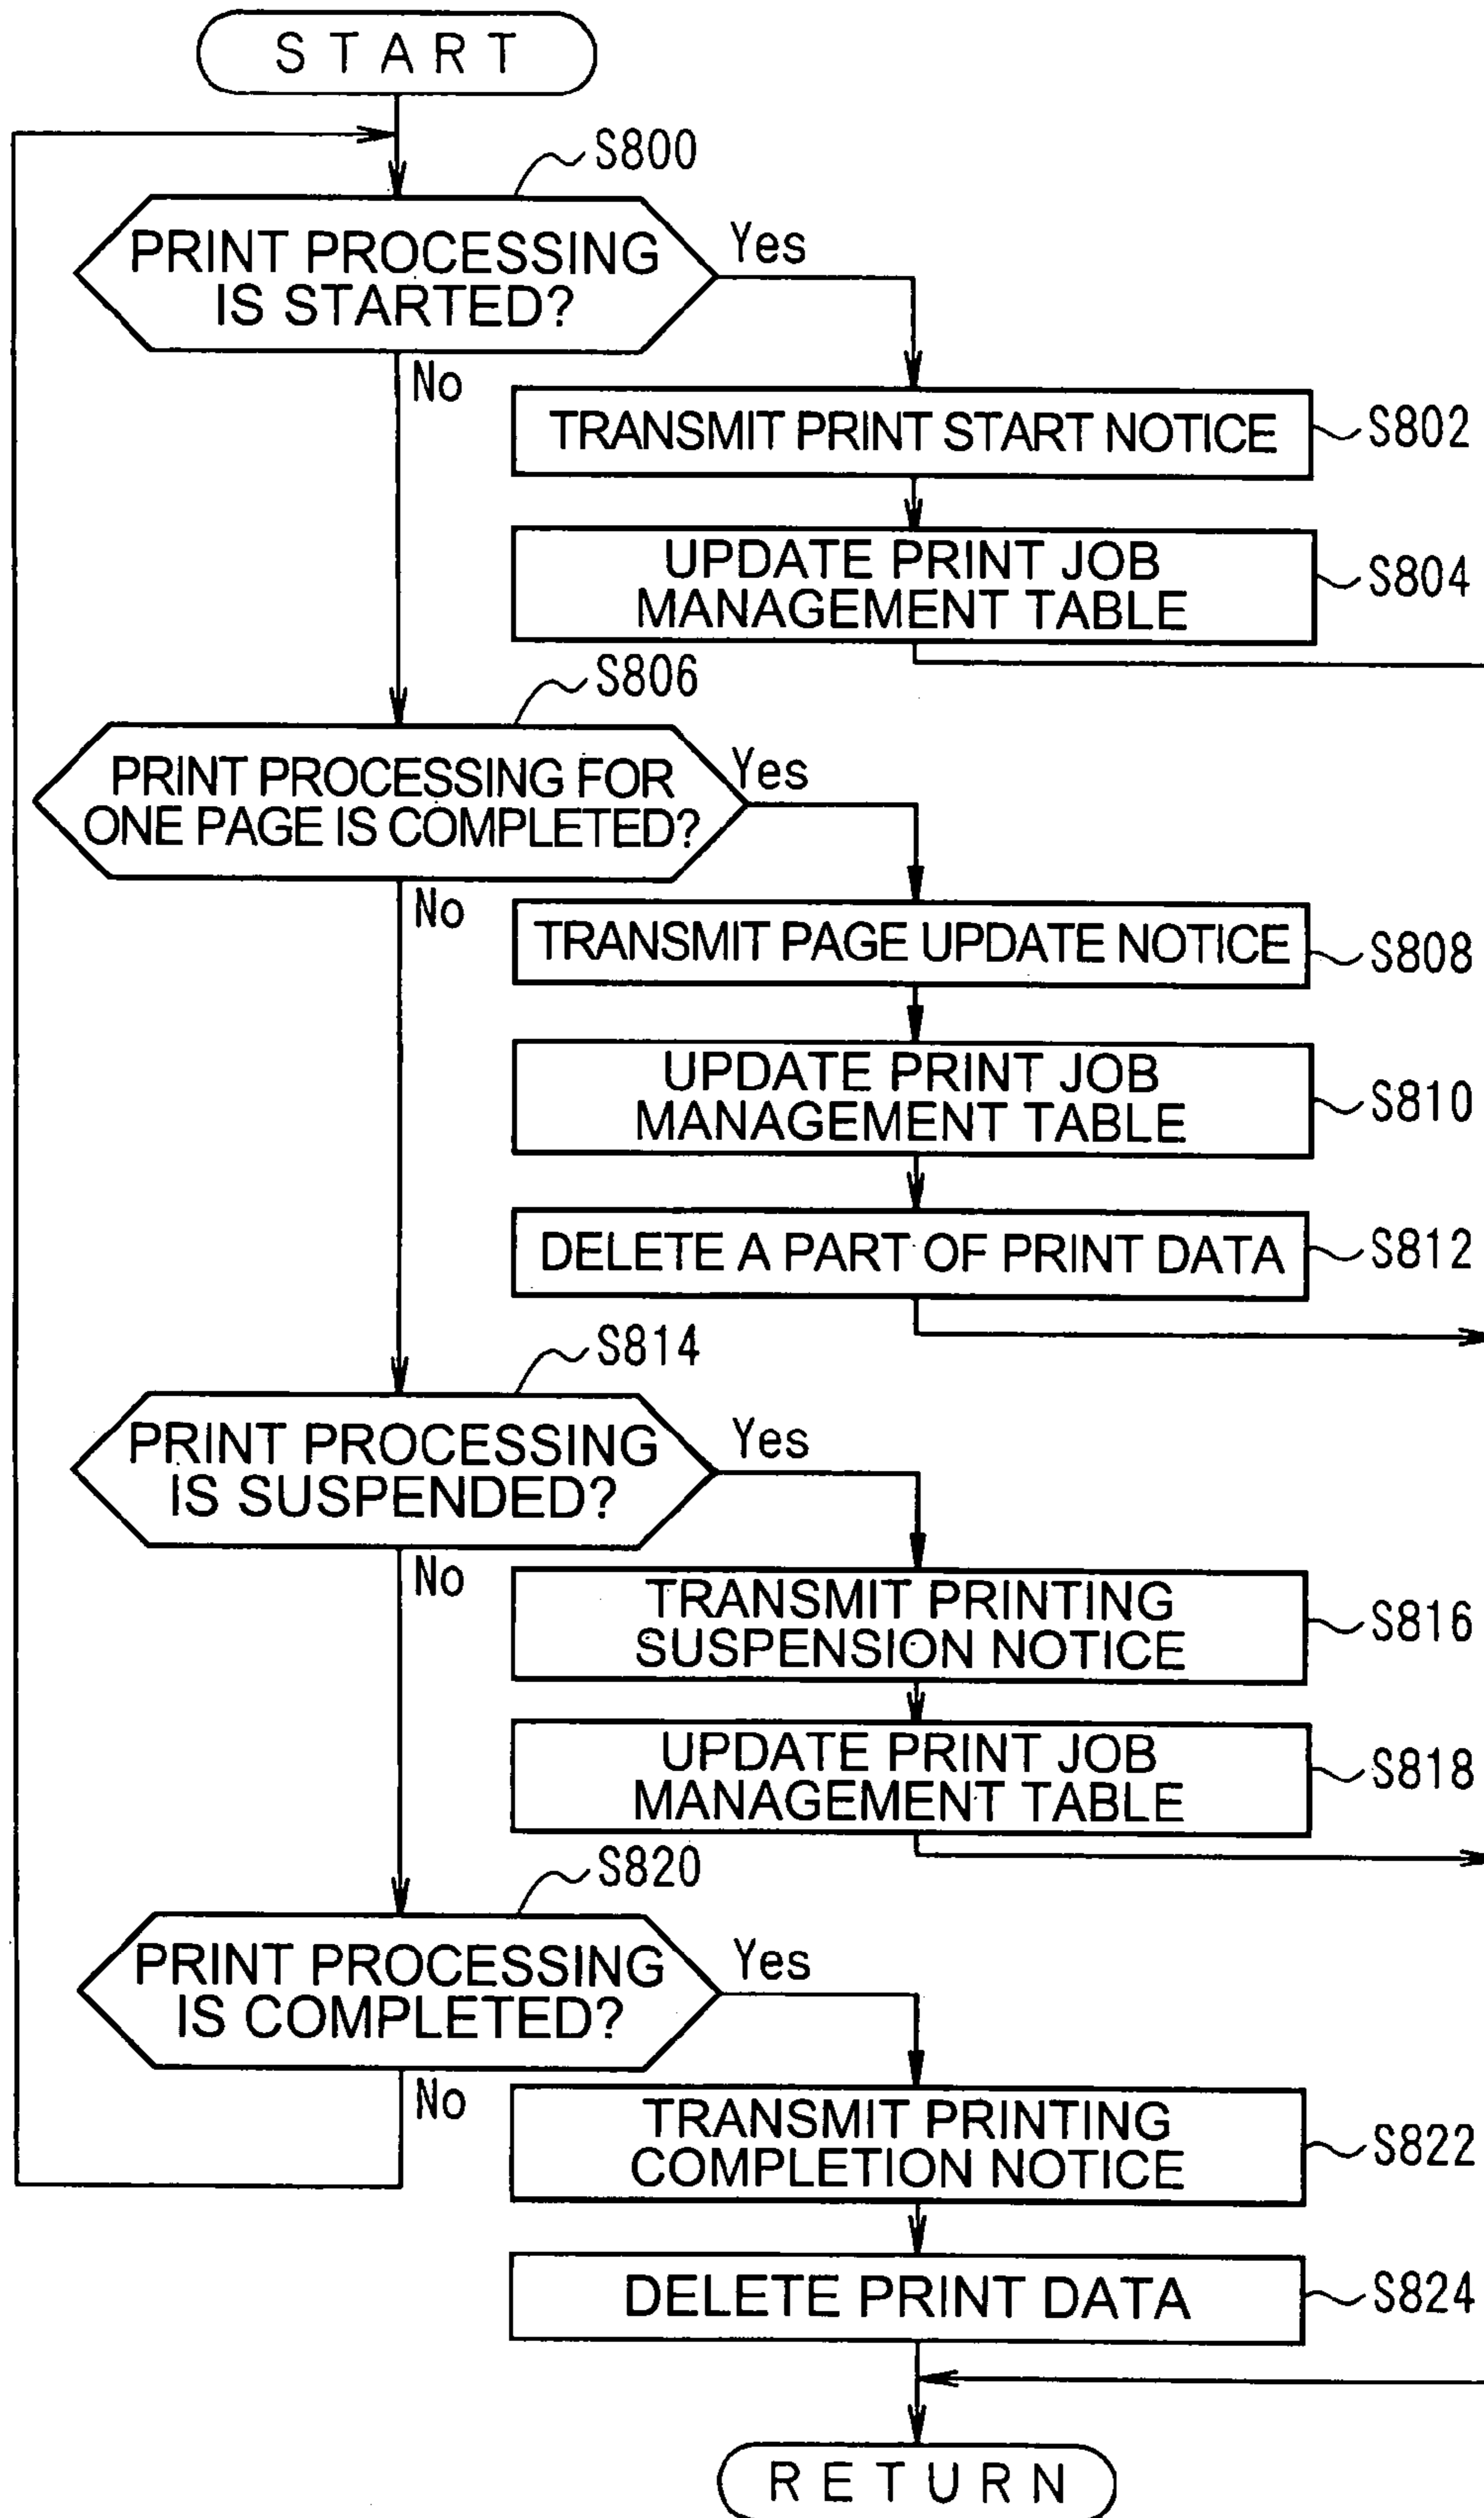 START
S800
PRINT PROCESSING
IS STARTED?
Yes
No
TRANSMIT PRINT START NOTICE
S802
UPDATE PRINT JOB
MANAGEMENT TABLE
S804
S806
PRINT PROCESSING FOR
ONE PAGE IS COMPLETED?
Yes
No
TRANSMIT PAGE UPDATE NOTICE
S808
UPDATE PRINT JOB
MANAGEMENT TABLE
S810
DELETE A PART OF PRINT DATA
S812
S814
PRINT PROCESSING
IS SUSPENDED?
Yes
No
TRANSMIT PRINTING
SUSPENSION NOTICE
S816
UPDATE PRINT JOB
MANAGEMENT TABLE
S818
S820
PRINT PROCESSING
IS COMPLETED?
Yes
No
TRANSMIT PRINTING
COMPLETION NOTICE
S822
DELETE PRINT DATA
S824
RETURN